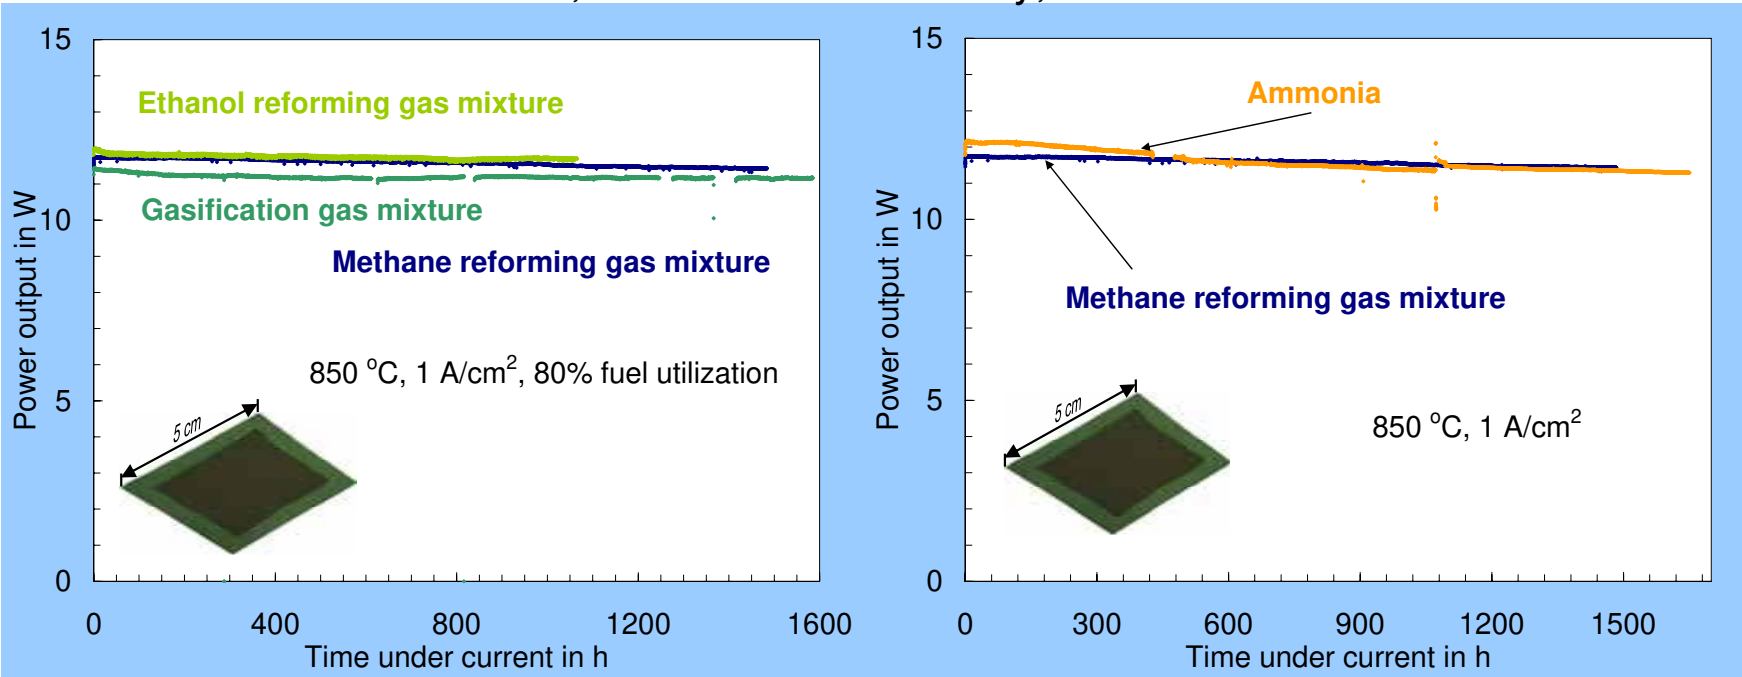 15
10
5
0
Power output in W
Ethanol reforming gas mixture
Gasification gas mixture
Methane reforming gas mixture
850 °C, 1 A/cm², 80% fuel utilization
5 cm
0 400 800 1200 1600
Time under current in h
15
10
5
0
Power output in W
Ammonia
Methane reforming gas mixture
850 °C, 1 A/cm²
5 cm
0 300 600 900 1200 1500
Time under current in h